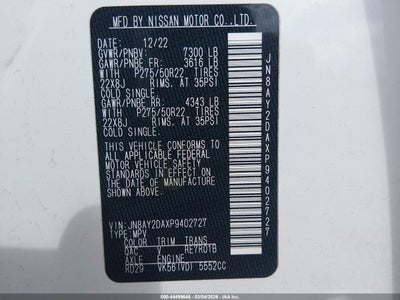 MFD BY NISSAN MOTOR CO.,LTD.
DATE: 12/22
GVWR/PNBV: 7300 LB
GAWR/PNBE FR: 3616 LB
WITH P275/50R22 TIRES
22X8J RIMS. AT 35PSI
COLD SINGLE.
GAWR/PNBE RR: 4343 LB
WITH P275/50R22 TIRES
22X8J RIMS. AT 35PSI
COLD SINGLE.
THIS VEHICLE CONFORMS TO
ALL APPLICABLE FEDERAL
MOTOR VEHICLE SAFETY
STANDARDS IN EFFECT ON
THE DATE OF MANUFACTURE
SHOWN ABOVE.
VIN: JN8AY2DAXP9402727
TYPE: MPV
COLOR TRIM TRANS
QAC V RE7R01B
AXLE ENGINE
RD29 VK56(VD) 5552CC
JN8AY2DAXP9402727